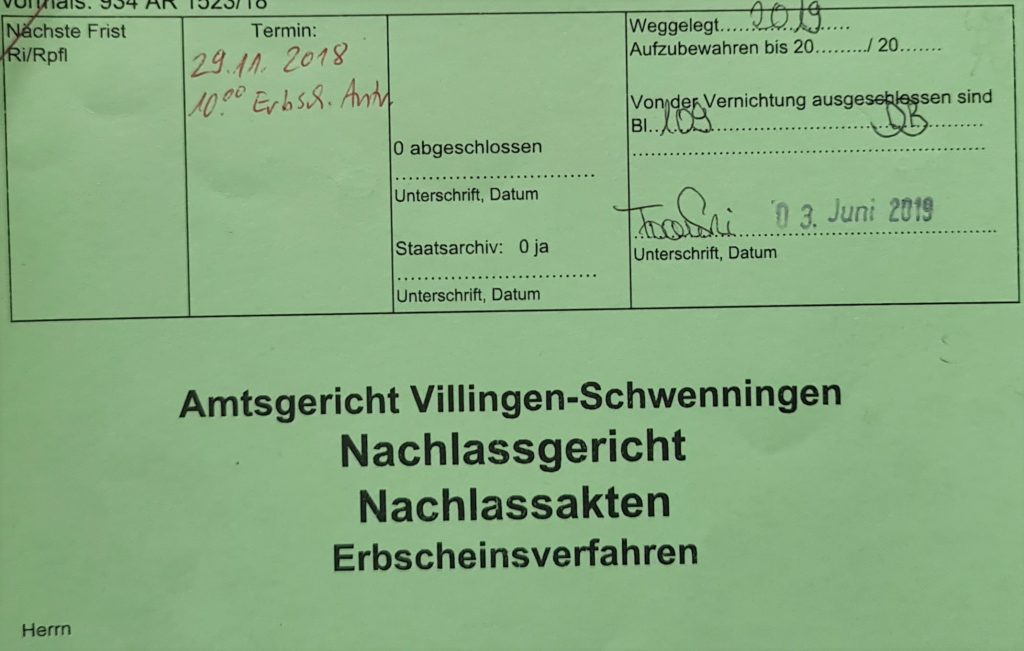 vormals: 934 AR 1523/18
Nächste Frist
Ri/Rpfl
Termin:
29.11. 2018
10.00 Erbsch. Antr
0 abgeschlossen
Unterschrift, Datum
Staatsarchiv: 0 ja
Unterschrift, Datum
Weggelegt....2019......
Aufzubewahren bis 20........./ 20.......
Von der Vernichtung ausgeschlossen sind
Bl...109
03. Juni 2019
Unterschrift, Datum
Amtsgericht Villingen-Schwenningen
Nachlassgericht
Nachlassakten
Erbscheinsverfahren
Herrn